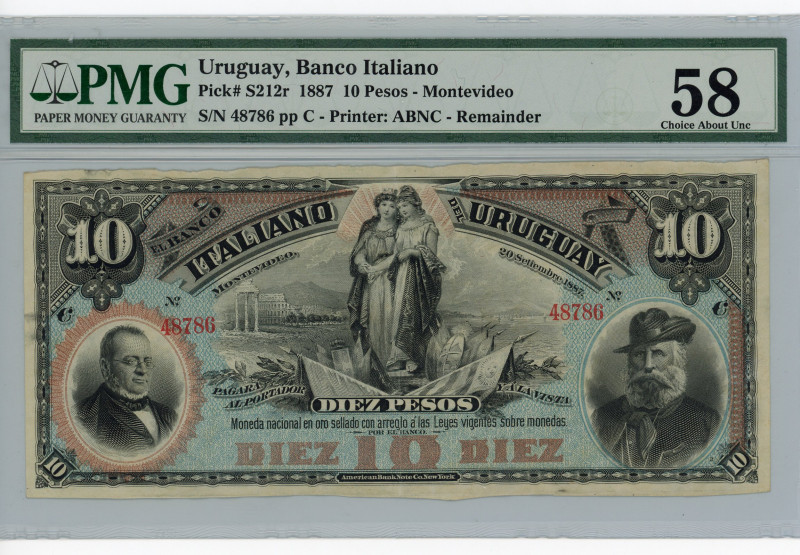 PMG
PAPER MONEY GUARANTY
Uruguay, Banco Italiano
Pick# S212r 1887 10 Pesos - Montevideo
S/N 48786 pp C - Printer: ABNC - Remainder
58
Choice About Unc
10
EL BANCO
ITALIANO
DEL
URUGUAY
10
MONTEVIDEO,
20 Setiembre 1887.
C
No
48786
No
48786
C
PAGARÁ
AL PORTADOR
Y A LA VISTA
DIEZ PESOS
Moneda nacional en oro sellado con arreglo a las Leyes vigentes sobre monedas.
POR EL BANCO.
DIEZ 10 DIEZ
10
10
American Bank Note Co. New York